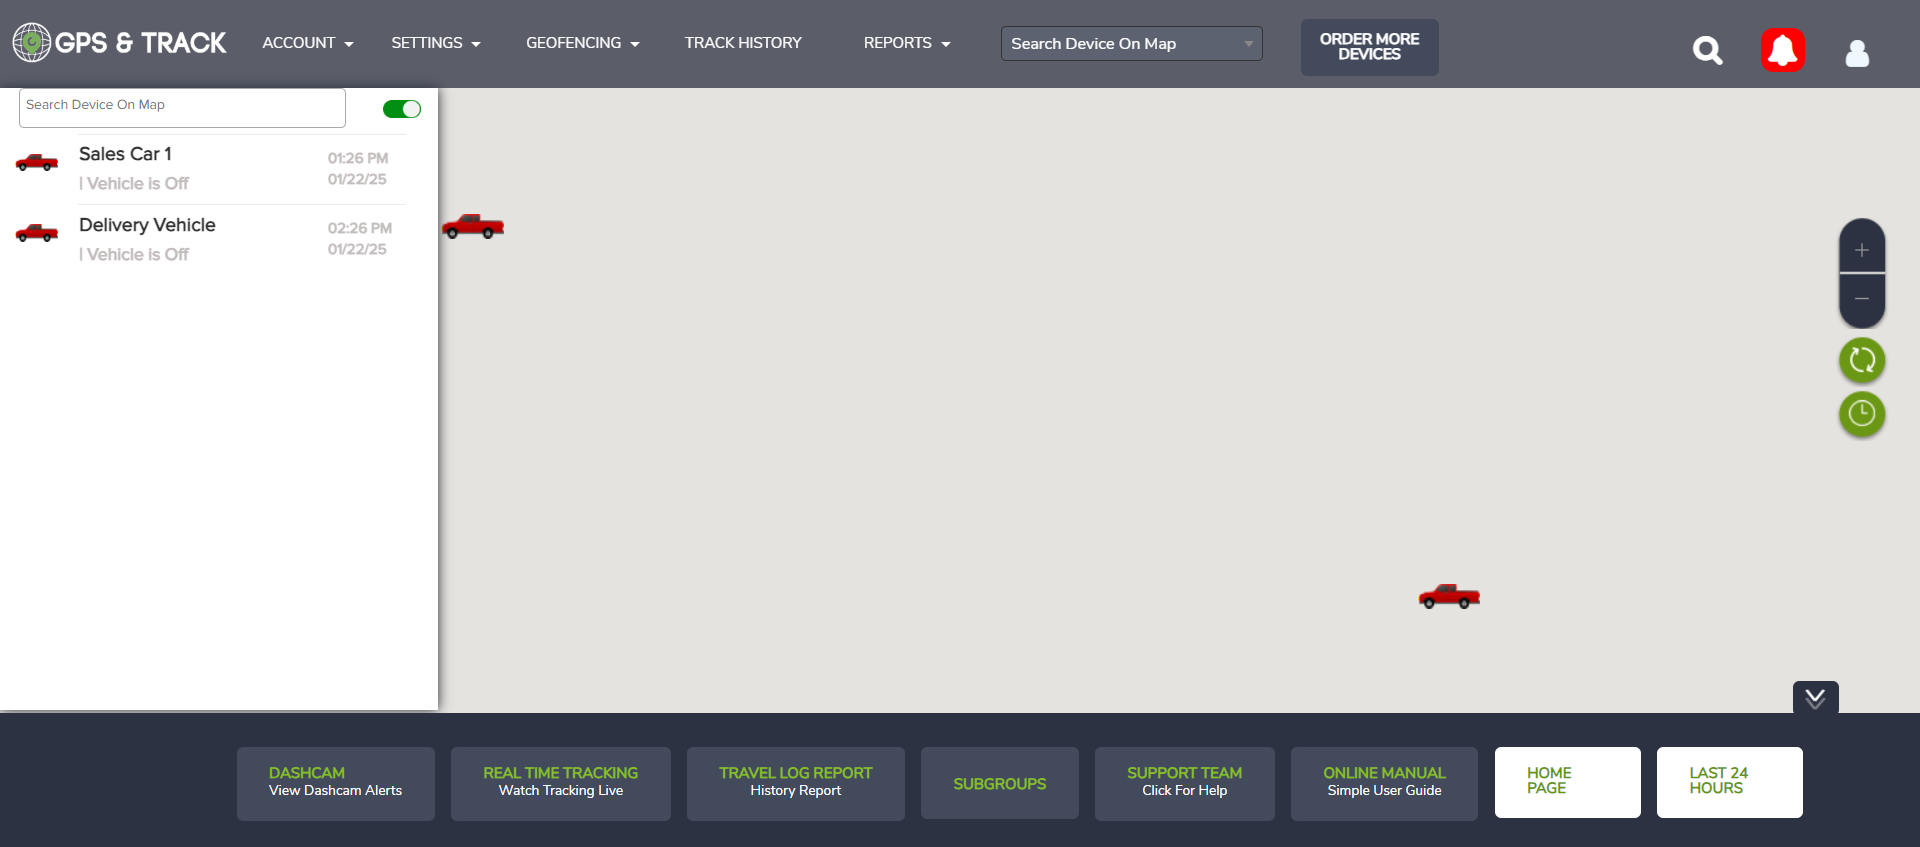 GPS & TRACK
ACCOUNT
SETTINGS
GEOFENCING
TRACK HISTORY
REPORTS
Search Device On Map
ORDER MORE
DEVICES
Search Device On Map
Sales Car 1
01:26 PM
| Vehicle is Off
01/22/25
Delivery Vehicle
02:26 PM
| Vehicle is Off
01/22/25
DASHCAM
View Dashcam Alerts
REAL TIME TRACKING
Watch Tracking Live
TRAVEL LOG REPORT
History Report
SUBGROUPS
SUPPORT TEAM
Click For Help
ONLINE MANUAL
Simple User Guide
HOME
PAGE
LAST 24
HOURS